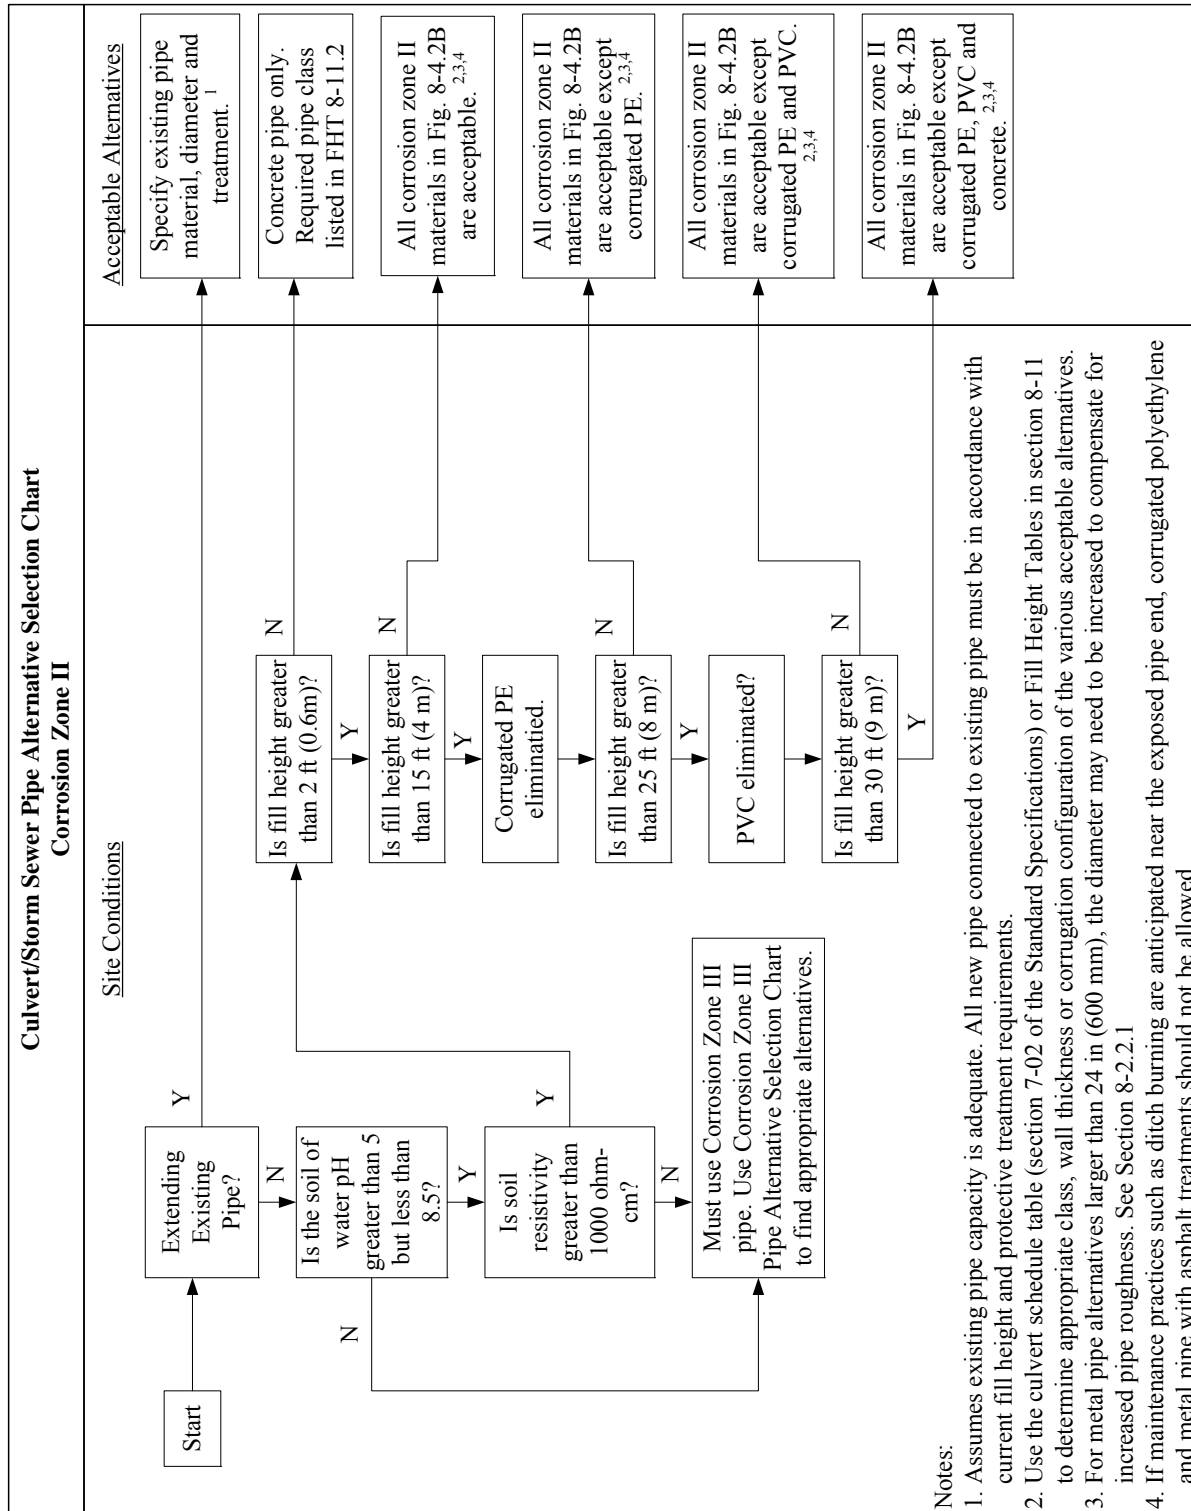 Culvert/Storm Sewer Pipe Alternative Selection Chart
Corrosion Zone II
Site Conditions
Acceptable Alternatives
Start
Extending
Existing
Pipe?
Y
N
Specify existing pipe
material, diameter and
treatment. 1
Is the soil of
water pH
greater than 5
but less than
8.5?
N
Y
Is soil
resistivity
greater than
1000 ohm-
cm?
Y
N
Must use Corrosion Zone III
pipe. Use Corrosion Zone III
Pipe Alternative Selection Chart
to find appropriate alternatives.
Is fill height greater
than 2 ft (0.6m)?
N
Y
Concrete pipe only.
Required pipe class
listed in FHT 8-11.2
Is fill height greater
than 15 ft (4 m)?
N
Y
All corrosion zone II
materials in Fig. 8-4.2B
are acceptable. 2,3,4
Corrugated PE
eliminatied.
Is fill height greater
than 25 ft (8 m)?
N
Y
All corrosion zone II
materials in Fig. 8-4.2B
are acceptable except
corrugated PE. 2,3,4
PVC eliminated?
Is fill height greater
than 30 ft (9 m)?
N
Y
All corrosion zone II
materials in Fig. 8-4.2B
are acceptable except
corrugated PE and PVC.
2,3,4
All corrosion zone II
materials in Fig. 8-4.2B
are acceptable except
corrugated PE, PVC and
concrete. 2,3,4
Notes:
1. Assumes existing pipe capacity is adequate. All new pipe connected to existing pipe must be in accordance with
current fill height and protective treatment requirements.
2. Use the culvert schedule table (section 7-02 of the Standard Specifications) or Fill Height Tables in section 8-11
to determine appropriate class, wall thickness or corrugation configuration of the various acceptable alternatives.
3. For metal pipe alternatives larger than 24 in (600 mm), the diameter may need to be increased to compensate for
increased pipe roughness. See Section 8-2.2.1
4. If maintenance practices such as ditch burning are anticipated near the exposed pipe end, corrugated polyethylene
and metal pipe with asphalt treatments should not be allowed